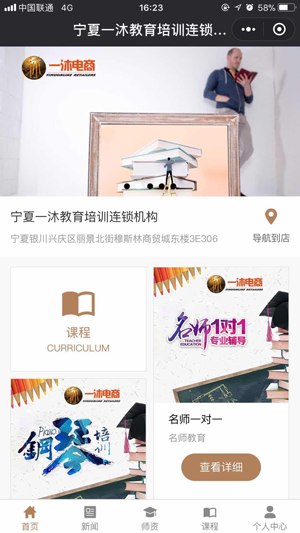 中国联通 4G 16:23 58%
宁夏一沐教育培训连锁...
一沐电商
YIMOONLINE RETAILERS
宁夏一沐教育培训连锁机构
宁夏银川兴庆区丽景北街穆斯林商贸城东楼3E306
导航到店
课程
CURRICULUM
一沐电商
名师1对1
TEACHER EDUCATION 专业辅导
名师一对一
名师教育
查看详细
一沐电商
PIANO
鋼琴培训
首页 新闻 师资 课程 个人中心